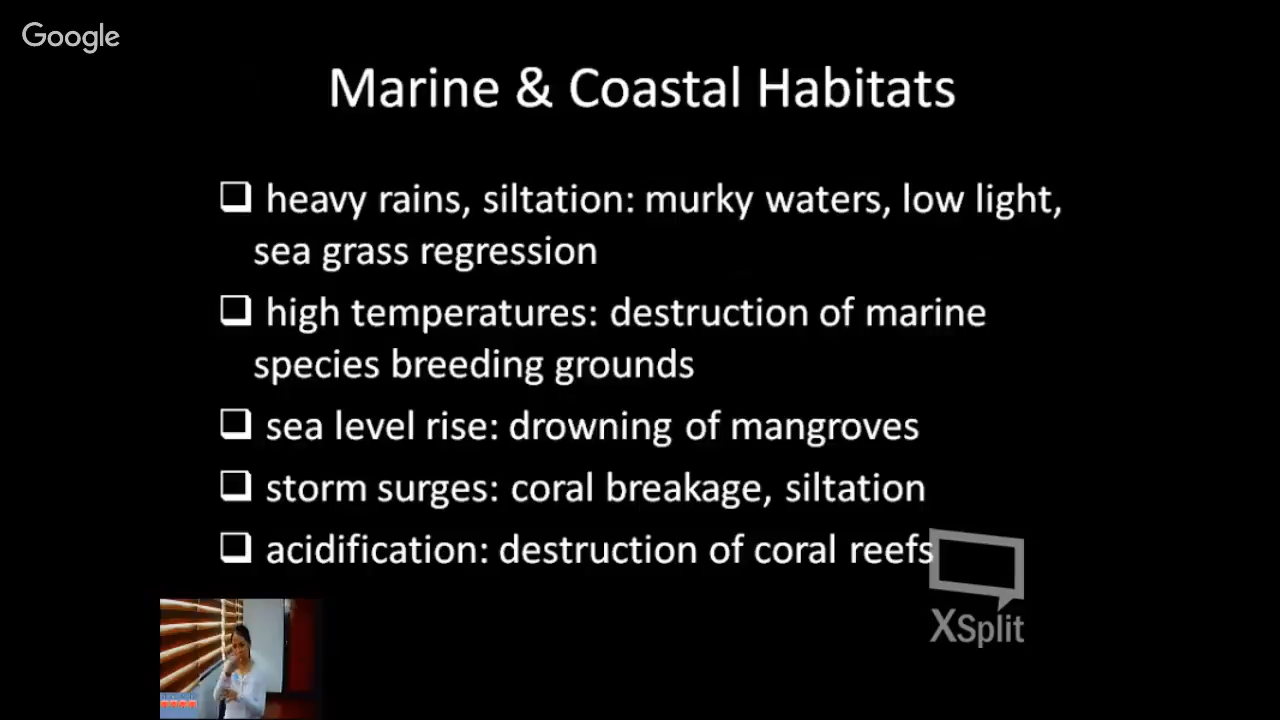 Google
Marine & Coastal Habitats
heavy rains, siltation: murky waters, low light,
sea grass regression
high temperatures: destruction of marine
species breeding grounds
sea level rise: drowning of mangroves
storm surges: coral breakage, siltation
acidification: destruction of coral reefs
XSplit